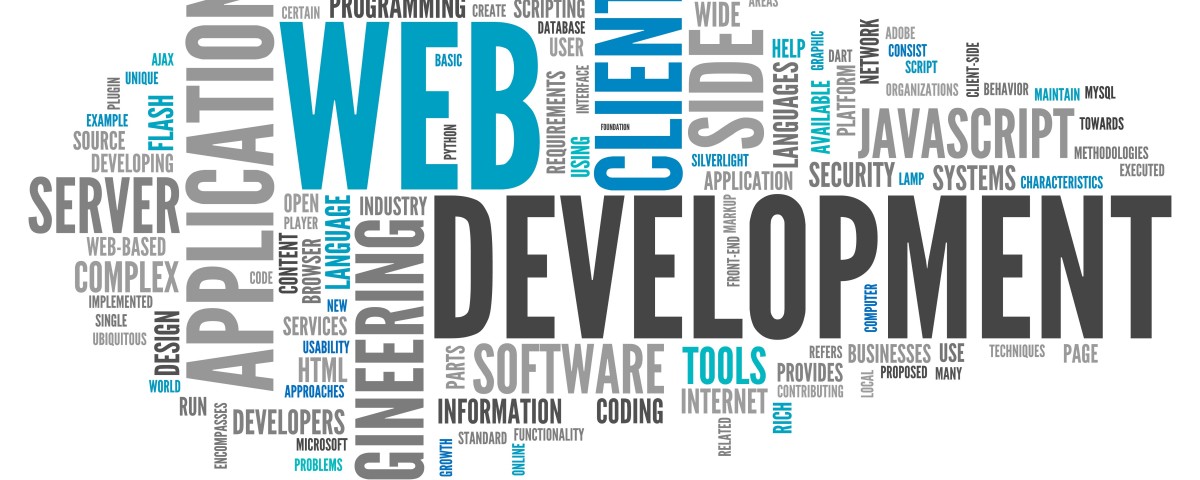 CERTAIN
PROGRAMMING
CREATE
SCRIPTING
DATABASE
USER
WIDE
AREAS
AJAX
UNIQUE
PLUGIN
FLASH
EXAMPLE
SOURCE
DEVELOPING
SERVER
WEB-BASED
COMPLEX
IMPLEMENTED
SINGLE
UBIQUITOUS
DESIGN
WORLD
RUN
ENCOMPASSES
APPLICATION
CODE
WEB
BASIC
PYTHON
REQUIREMENTS
INTERFACE
USING
CLIENT
FOUNDATION
SIDE
SILVERLIGHT
APPLICATION
HELP
LANGUAGES
GRAPHIC
AVAILABLE
DART
PLATFORM
NETWORK
ADOBE
CONSIST
SCRIPT
ORGANIZATIONS
CLIENT-SIDE
BEHAVIOR
MAINTAIN
MYSQL
JAVASCRIPT
TOWARDS
METHODOLOGIES
EXECUTED
SECURITY
LAMP
SYSTEMS
CHARACTERISTICS
OPEN
PLAYER
CONTENT
BROWSER
LANGUAGE
INDUSTRY
NEW
SERVICES
USABILITY
HTML
APPROACHES
DEVELOPERS
MICROSOFT
PROBLEMS
GINEERING
DEVELOPMENT
FRONT-END
MARKUP
COMPUTER
PARTS
SOFTWARE
TOOLS
INFORMATION
CODING
INTERNET
STANDARD
FUNCTIONALITY
GROWTH
ONLINE
RELATED
RICH
REFERS
PROVIDES
CONTRIBUTING
LOCAL
BUSINESSES
PROPOSED
USE
MANY
TECHNIQUES
PAGE